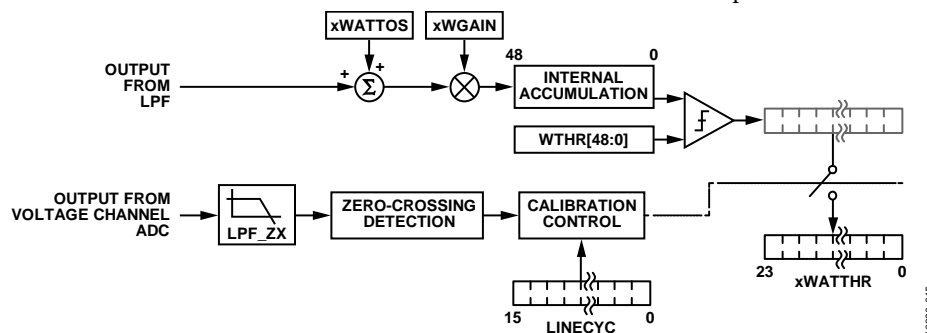 xWATTOS
xWGAIN
48
0
OUTPUT
FROM
LPF
+
+
Σ
INTERNAL
ACCUMULATION
WTHR[48:0]
OUTPUT FROM
VOLTAGE CHANNEL
ADC
LPF_ZX
ZERO-CROSSING
DETECTION
CALIBRATION
CONTROL
23
0
xWATTHR
15
0
LINECYC